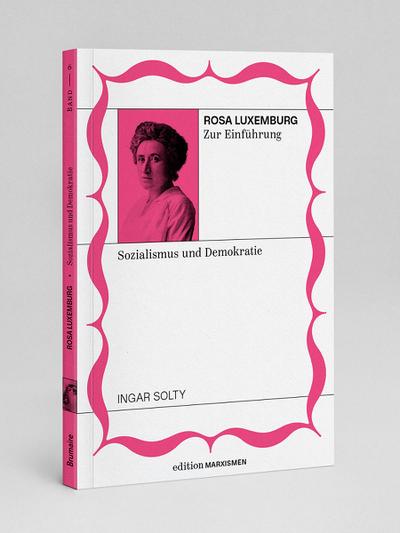 ROSA LUXEMBURG
Zur Einführung
Sozialismus und Demokratie
INGAR SOLTY
edition MARXISMEN
BAND — 6
ROSA LUXEMBURG • Sozialismus und Demokratie
Brumaire